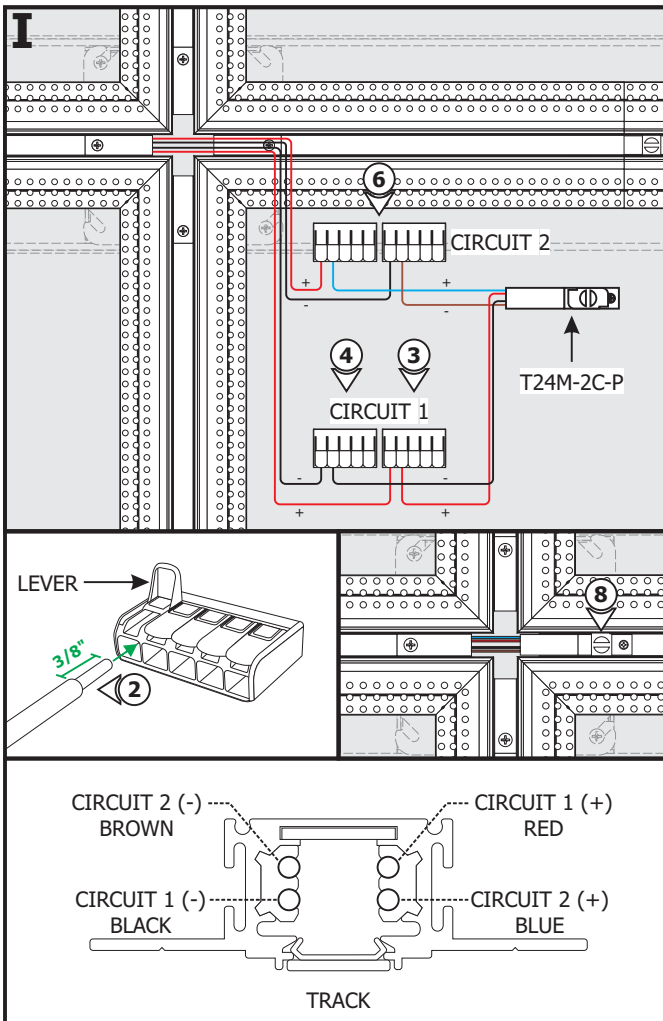 I
6
CIRCUIT 2
+
+
-
-
T24M-2C-P
4
3
CIRCUIT 1
-
-
+
+
LEVER
3/8"
2
8
CIRCUIT 2 (-)
BROWN
CIRCUIT 1 (+)
RED
CIRCUIT 1 (-)
BLACK
CIRCUIT 2 (+)
BLUE
TRACK